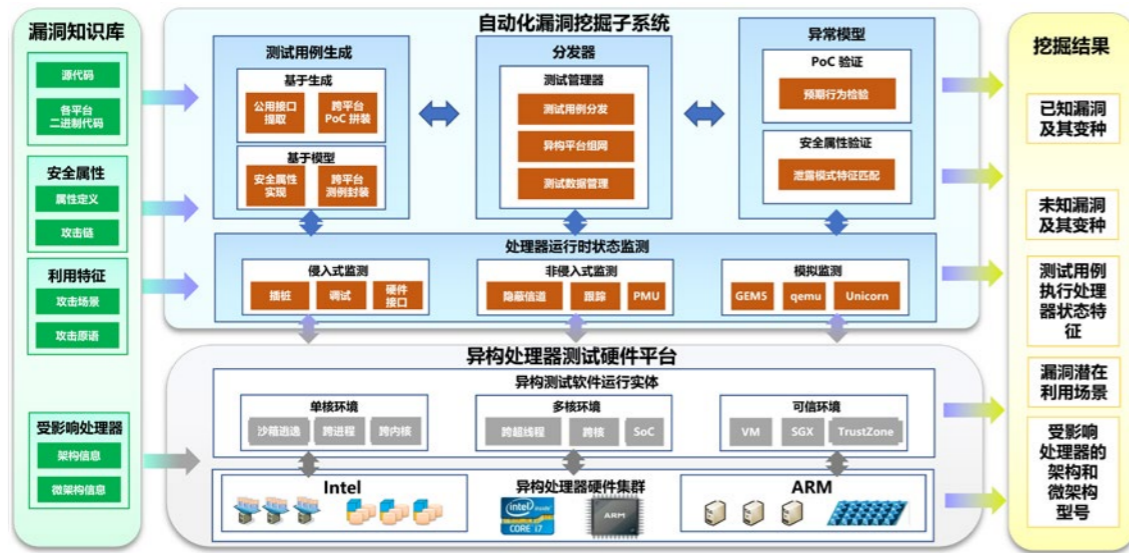 漏洞知识库
源代码
各平台
二进制代码
安全属性
属性定义
攻击链
利用特征
攻击场景
攻击原语
受影响处理器
架构信息
微架构信息
自动化漏洞挖掘子系统
测试用例生成
基于生成
公用接口
提取
跨平台
PoC 拼装
基于模型
安全属性
实现
跨平台
测例封装
分发器
测试管理器
测试用例分发
异构平台组网
测试数据管理
异常模型
PoC 验证
预期行为检验
安全属性验证
泄露模式特征匹配
处理器运行时状态监测
侵入式监测
插桩
调试
硬件
接口
非侵入式监测
隐蔽信道
跟踪
PMU
模拟监测
GEM5
qemu
Unicorn
异构处理器测试硬件平台
异构测试软件运行实体
单核环境
沙箱逃逸
跨进程
跨内核
多核环境
跨超线程
跨核
SoC
可信环境
VM
SGX
TrustZone
Intel
异构处理器硬件集群
intel inside
CORE i7
ARM
ARM
挖掘结果
已知漏洞
及其变种
未知漏洞
及其变种
测试用例
执行处理
器状态特
征
漏洞潜在
利用场景
受影响
处理器的
架构和
微架构
型号